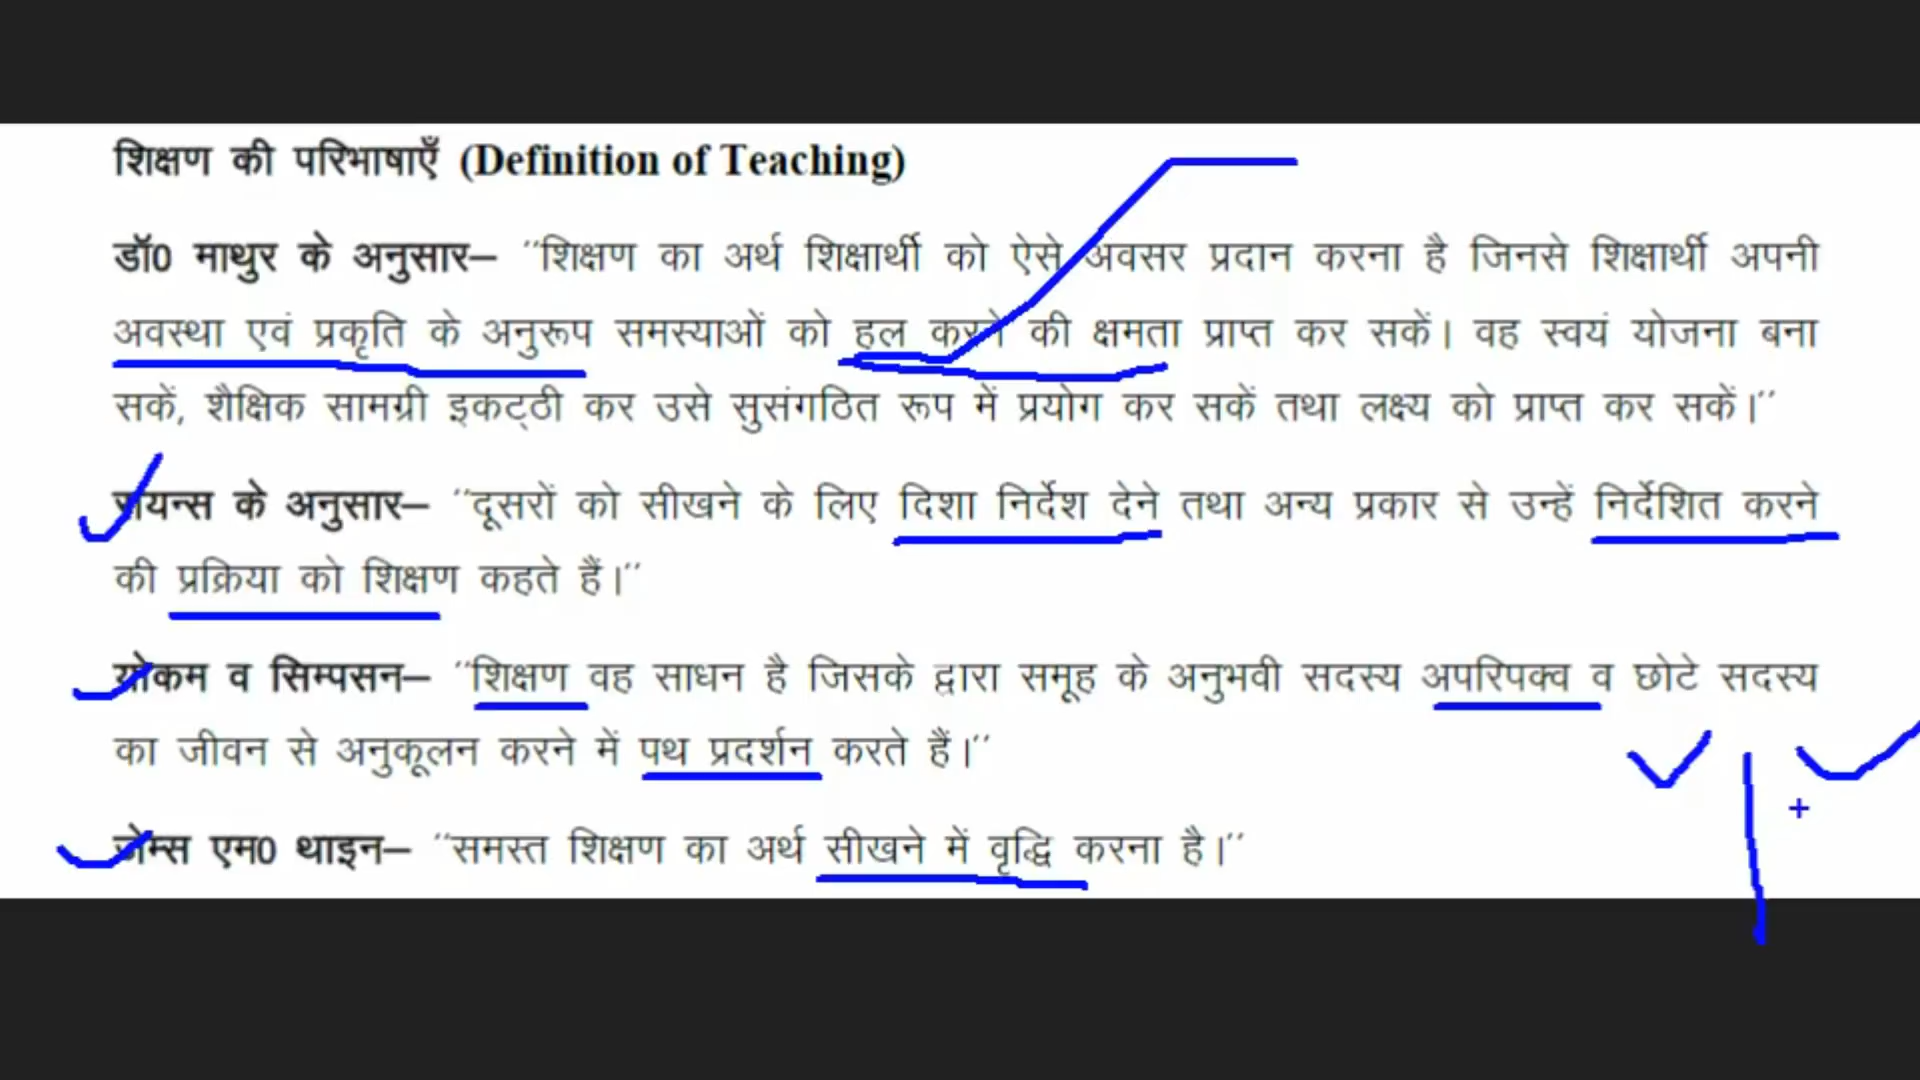 शिक्षण की परिभाषाएँ (Definition of Teaching)
डॉ0 माथुर के अनुसार– ''शिक्षण का अर्थ शिक्षार्थी को ऐसे अवसर प्रदान करना है जिनसे शिक्षार्थी अपनी
अवस्था एवं प्रकृति के अनुरूप समस्याओं को हल करने की क्षमता प्राप्त कर सकें। वह स्वयं योजना बना
सकें, शैक्षिक सामग्री इकट्ठी कर उसे सुसंगठित रूप में प्रयोग कर सकें तथा लक्ष्य को प्राप्त कर सकें।''
रायन्स के अनुसार– ''दूसरों को सीखने के लिए दिशा निर्देश देने तथा अन्य प्रकार से उन्हें निर्देशित करने
की प्रक्रिया को शिक्षण कहते हैं।''
योकम व सिम्पसन– ''शिक्षण वह साधन है जिसके द्वारा समूह के अनुभवी सदस्य अपरिपक्व व छोटे सदस्य
का जीवन से अनुकूलन करने में पथ प्रदर्शन करते हैं।''
जेम्स एम0 थाइन– ''समस्त शिक्षण का अर्थ सीखने में वृद्धि करना है।''